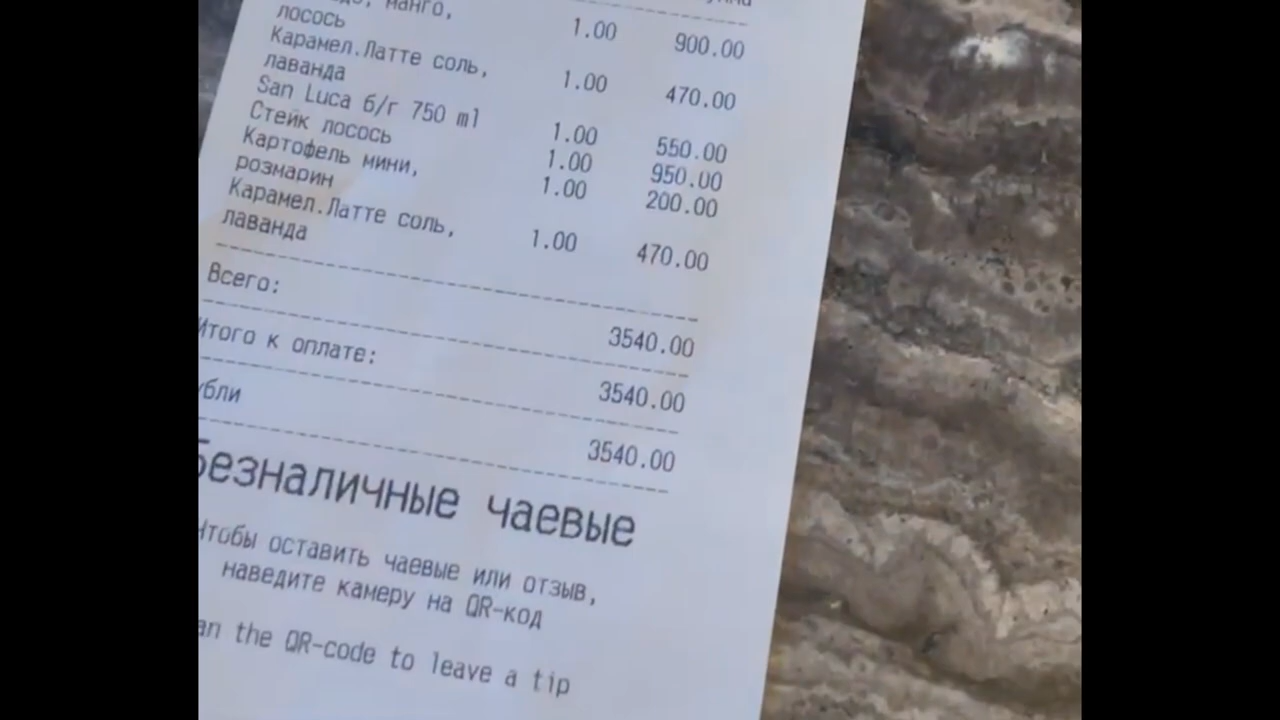 манго,
лосось
1.00 900.00
Карамел.Латте соль,
лаванда
1.00 470.00
San Luca б/г 750 ml
1.00 550.00
Стейк лосось
1.00 950.00
Картофель мини,
розмарин
1.00 200.00
Карамел.Латте соль,
лаванда
1.00 470.00
Всего:
3540.00
Итого к оплате:
3540.00
убли
3540.00
Безналичные чаевые
Чтобы оставить чаевые или отзыв,
наведите камеру на QR-код
an the QR-code to leave a tip